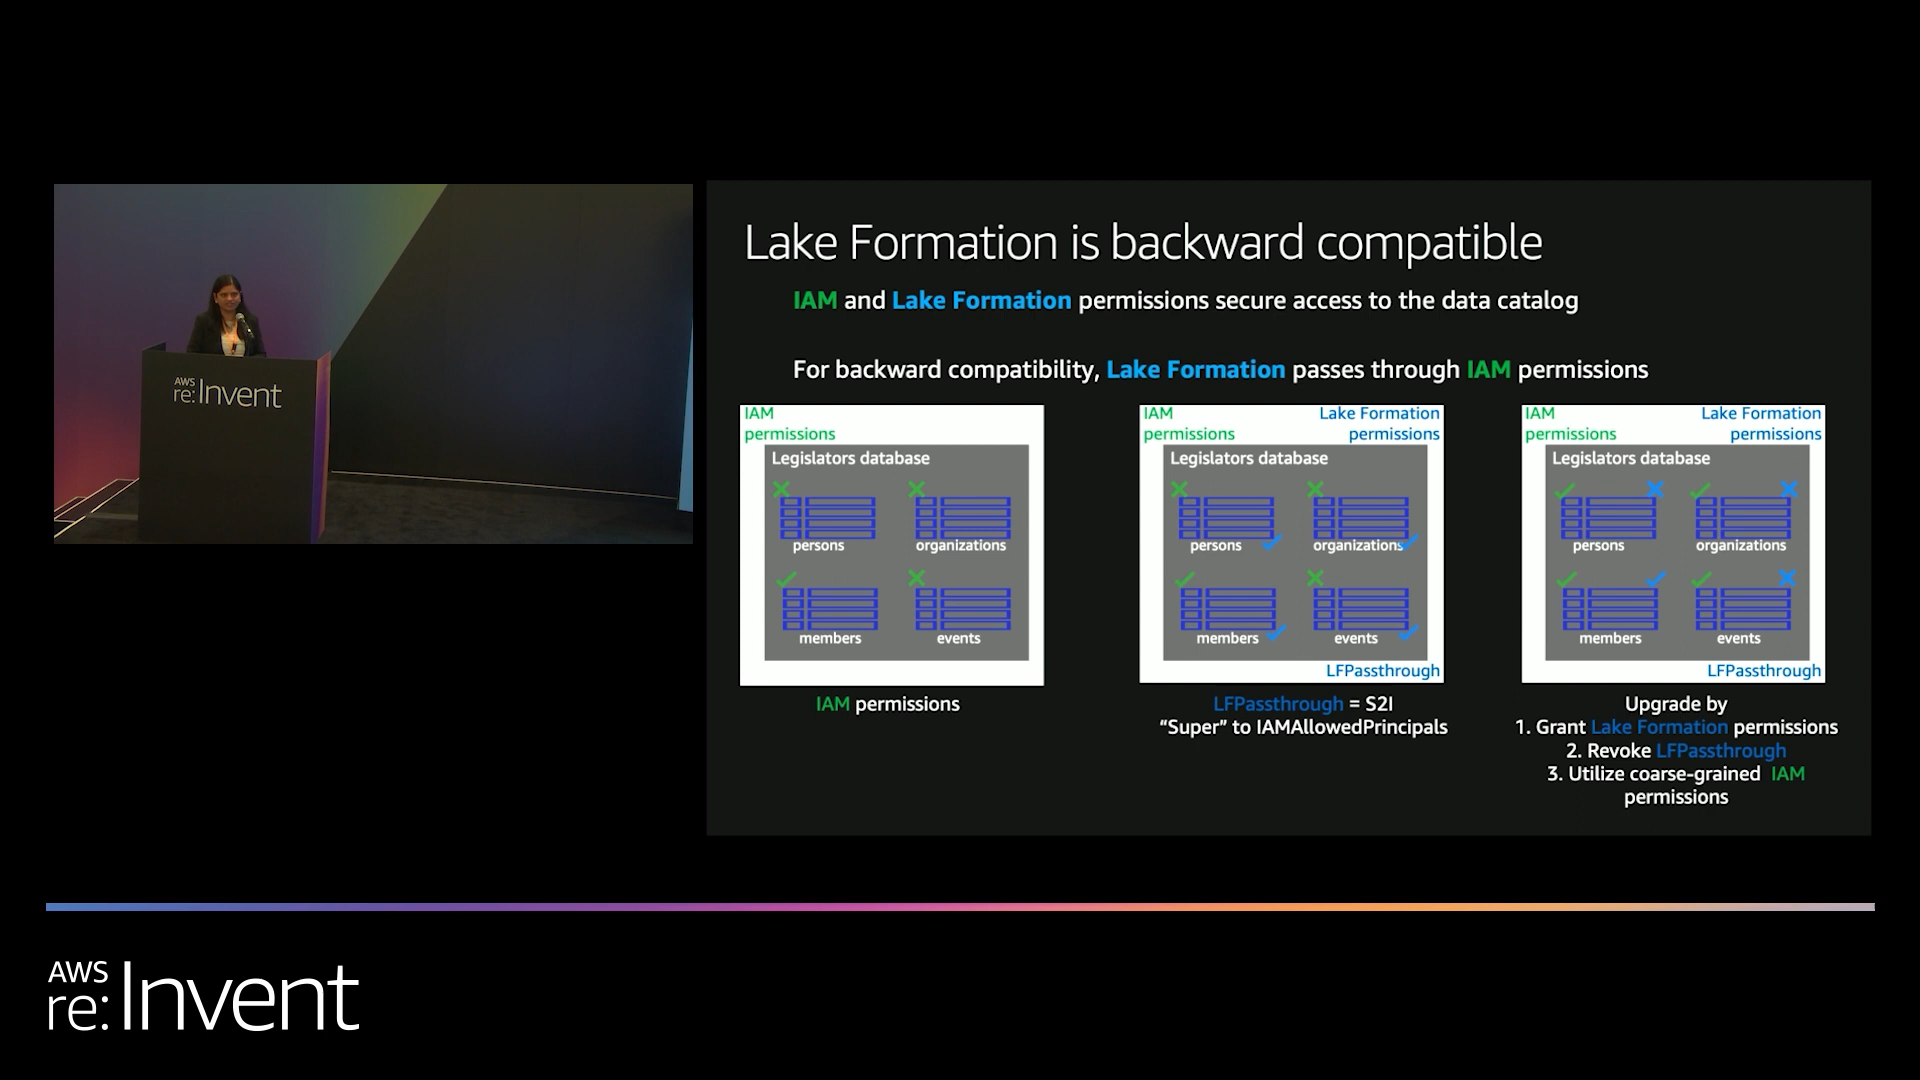 AWS
re:Invent
Lake Formation is backward compatible
IAM and Lake Formation permissions secure access to the data catalog
For backward compatibility, Lake Formation passes through IAM permissions
IAM
permissions
Legislators database
persons
organizations
members
events
IAM permissions
IAM
permissions
Lake Formation
permissions
Legislators database
persons
organizations
members
events
LFPassthrough
LFPassthrough = S2I
“Super” to IAMAllowedPrincipals
IAM
permissions
Lake Formation
permissions
Legislators database
persons
organizations
members
events
LFPassthrough
Upgrade by
1. Grant Lake Formation permissions
2. Revoke LFPassthrough
3. Utilize coarse-grained IAM
permissions
AWS
re:Invent